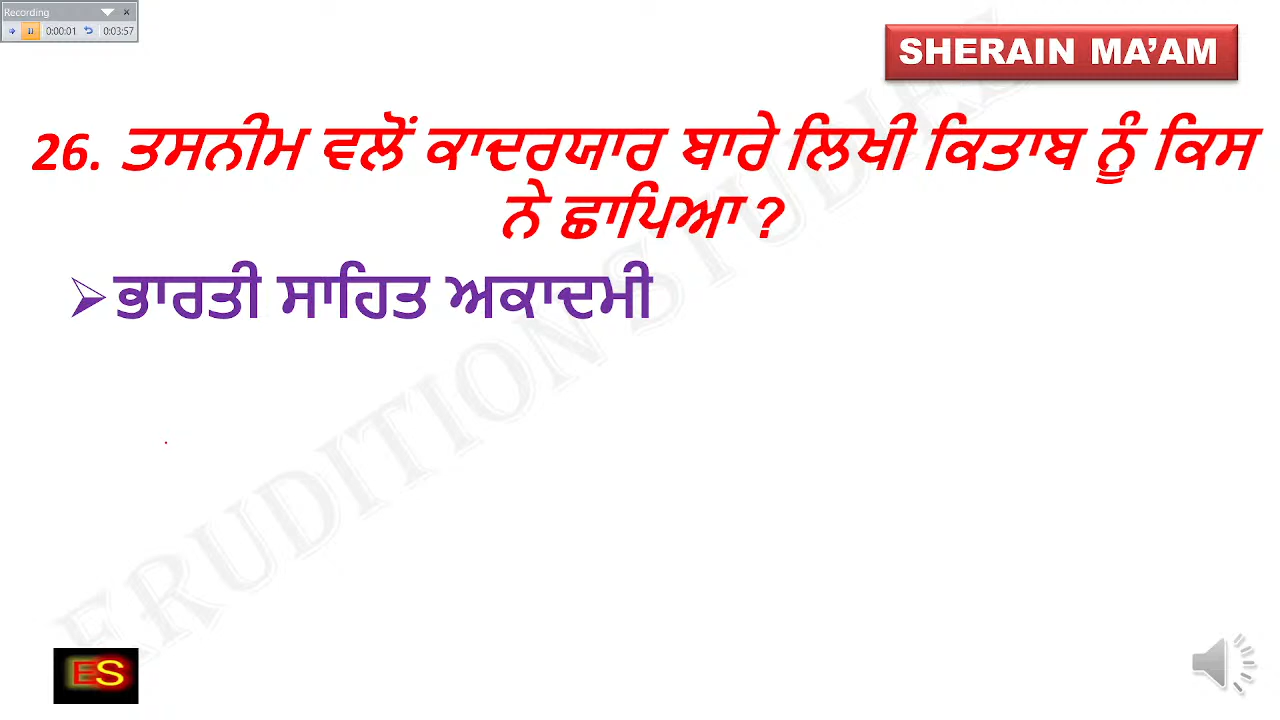 Recording
0:00:01 0:03:57
SHERAIN MA’AM
26. ਤਸਨੀਮ ਵਲੋਂ ਕਾਦਰਯਾਰ ਬਾਰੇ ਲਿਖੀ ਕਿਤਾਬ ਨੂੰ ਕਿਸ
ਨੇ ਛਾਪਿਆ ?
➢ਭਾਰਤੀ ਸਾਹਿਤ ਅਕਾਦਮੀ
ERUDITION STUDIES
ES